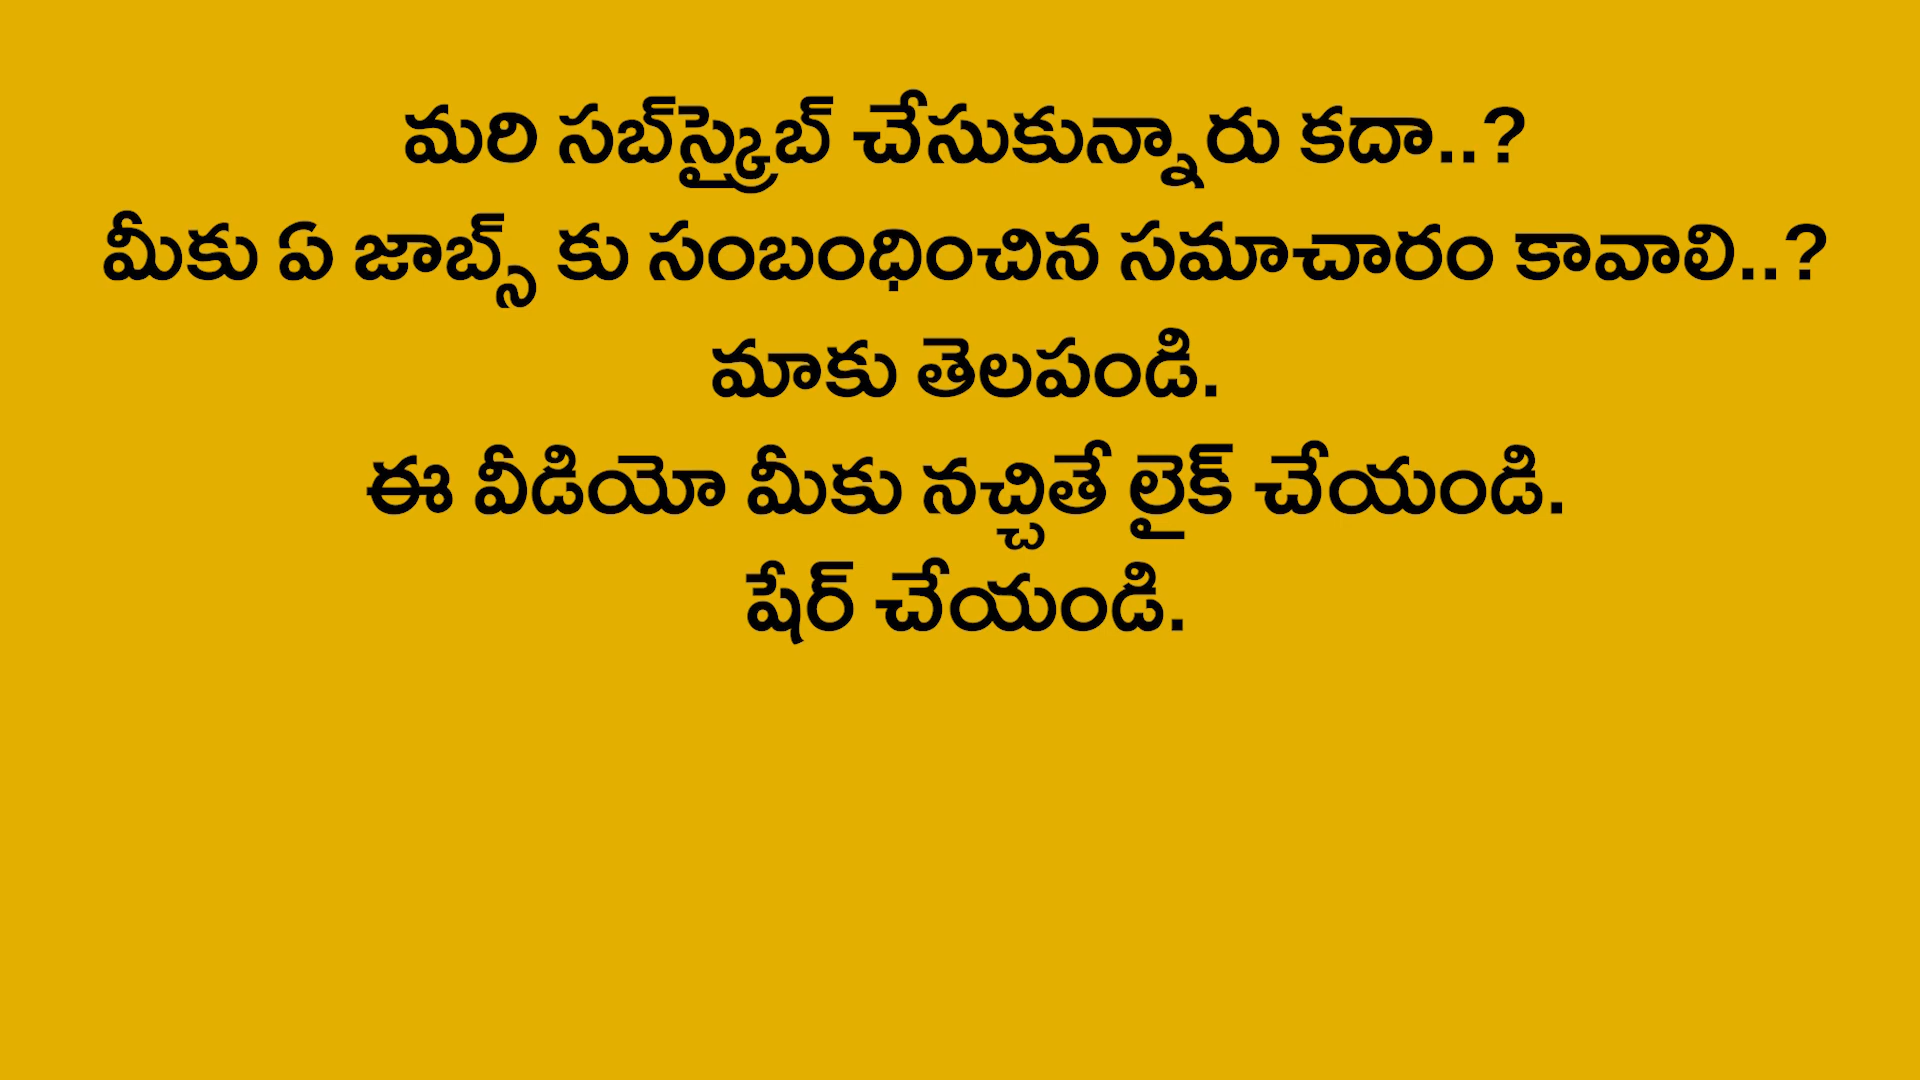 మరి సబ్‌స్క్రైబ్ చేసుకున్నారు కదా..?
మీకు ఏ జాబ్స్ కు సంబంధించిన సమాచారం కావాలి..?
మాకు తెలపండి.
ఈ వీడియో మీకు నచ్చితే లైక్ చేయండి.
షేర్ చేయండి.